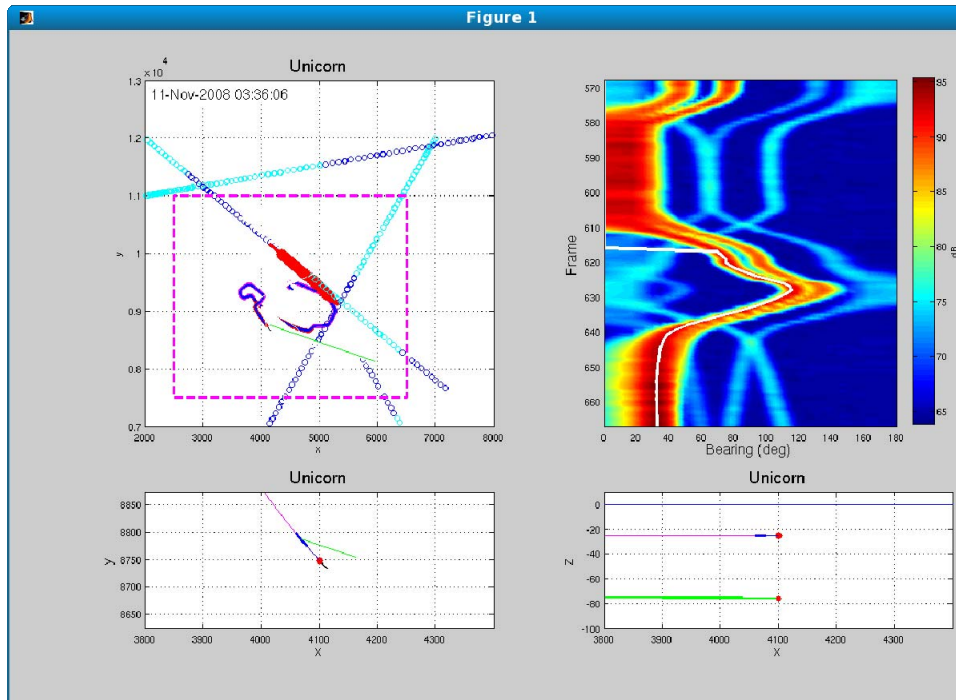 Figure 1
Unicorn
×10⁴
11-Nov-2008 03:36:06
1.3
1.2
1.1
1
0.9
0.8
0.7
y
2000 3000 4000 5000 6000 7000 8000
x
570
580
590
600
610
620
630
640
650
660
Frame
0 20 40 60 80 100 120 140 160 180
Bearing (deg)
95
90
85
80
75
70
65
dB
Unicorn
8850
8800
8750
8700
8650
y
3800 3900 4000 4100 4200 4300
X
Unicorn
0
-20
-40
-60
-80
-100
Z
3800 3900 4000 4100 4200 4300
X